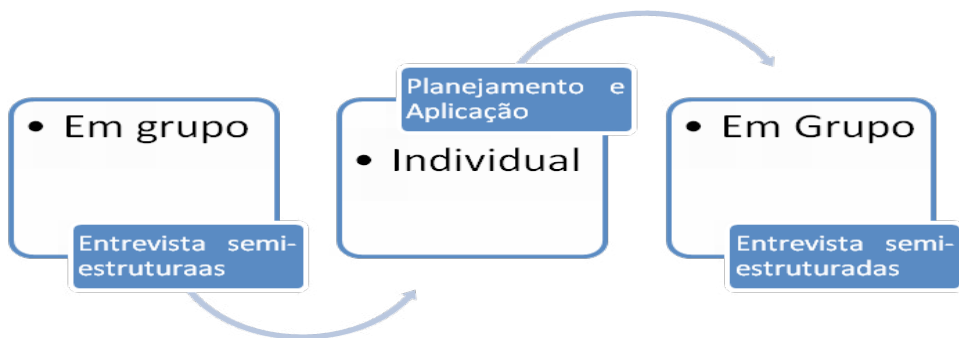 • Em grupo
Entrevista semi-
estruturaas
Planejamento e
Aplicação
• Individual
• Em Grupo
Entrevista semi-
estruturadas